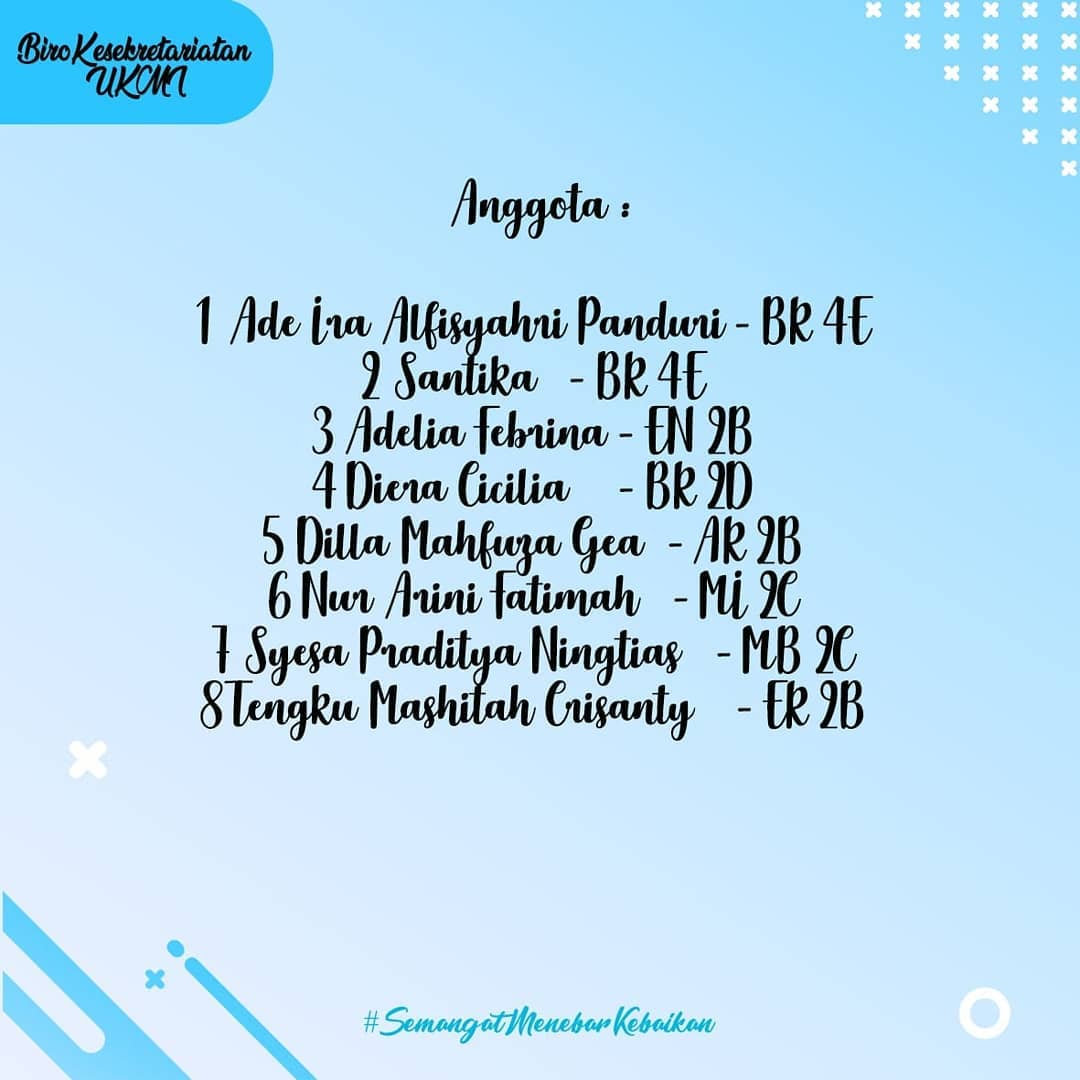 Biro Kesekretariatan
UKMI
Anggota :
1 Ade Ira Alfisyahri Panduri - BR 4E
2 Santika - BR 4E
3 Adelia Febrina - EN 2B
4 Diera Cicilia - BR 2D
5 Dilla Mahfuza Gea - AR 2B
6 Nur Arini Fatimah - MI 2C
7 Syesa Praditya Ningtias - MB 2C
8 Tengku Mashitah Crisanty - ER 2B
#SemangatMenebarKebaikan